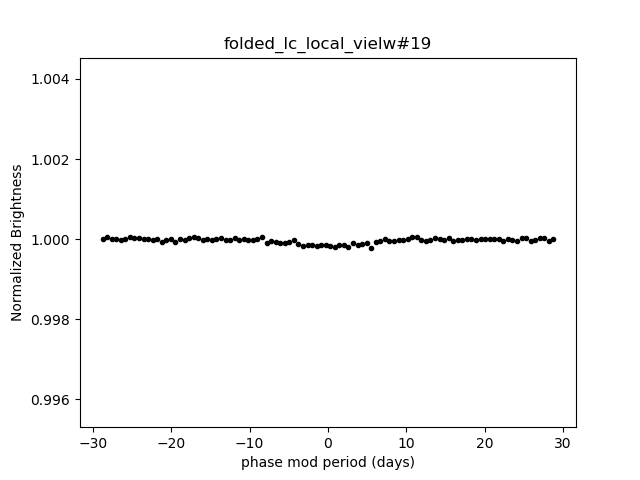 folded_lc_local_vielw#19
1.004
1.002
1.000
0.998
0.996
Normalized Brightness
−30 −20 −10 0 10 20 30
phase mod period (days)